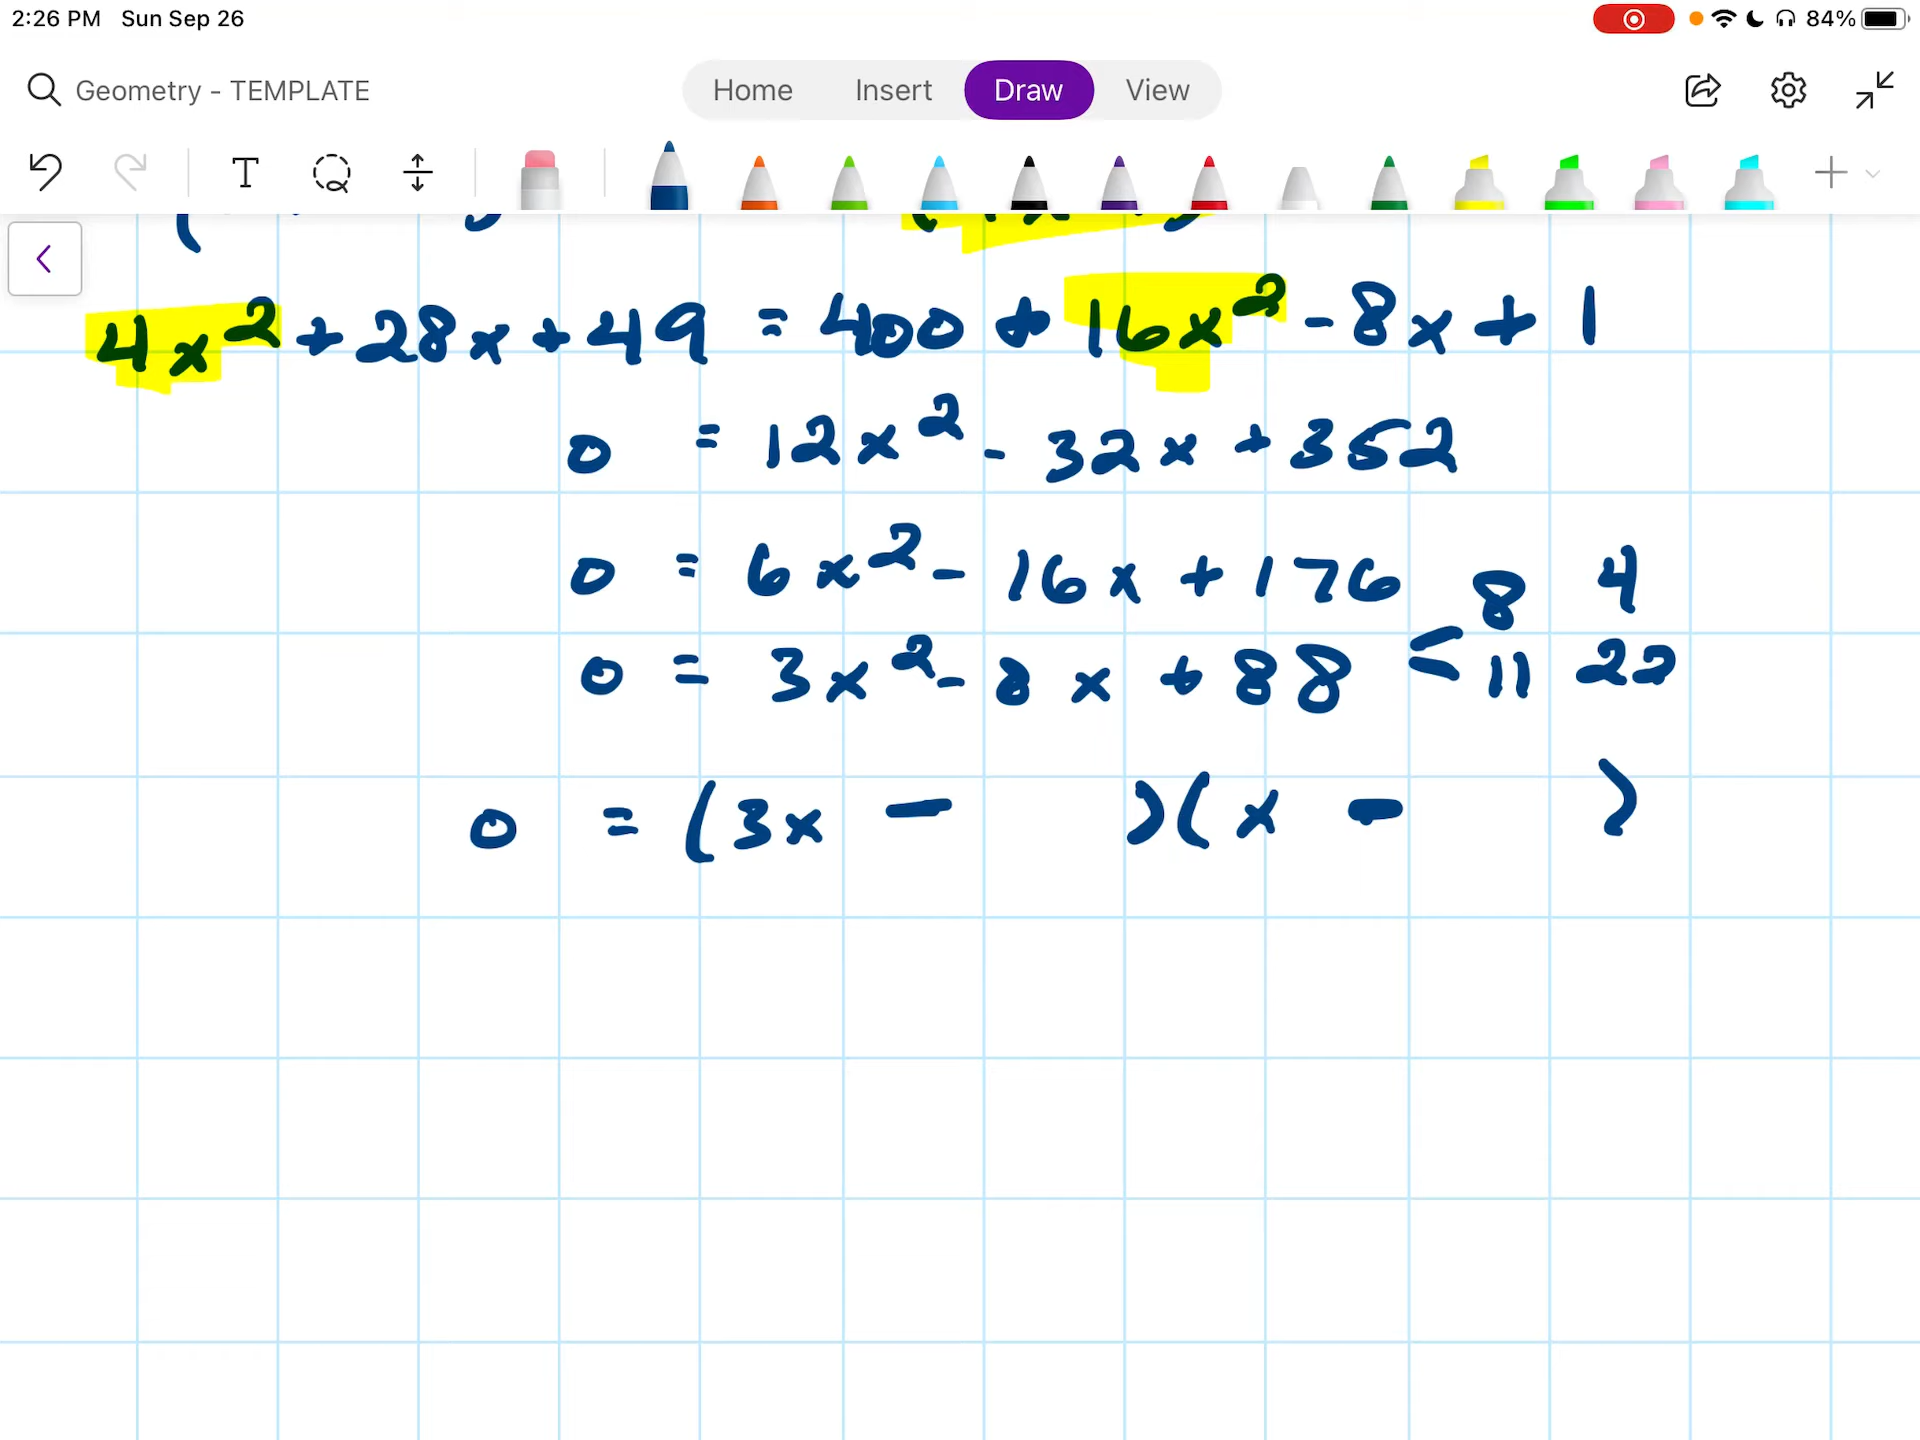 2:26 PM Sun Sep 26 84%
Geometry - TEMPLATE Home Insert Draw View
T
4x² + 28x + 49 = 400 + 16x² - 8x + 1
0 = 12x² - 32x + 352
0 = 6x² - 16x + 176 8 4
0 = 3x² - 8x + 88 < 11 22
0 = (3x - )(x - )